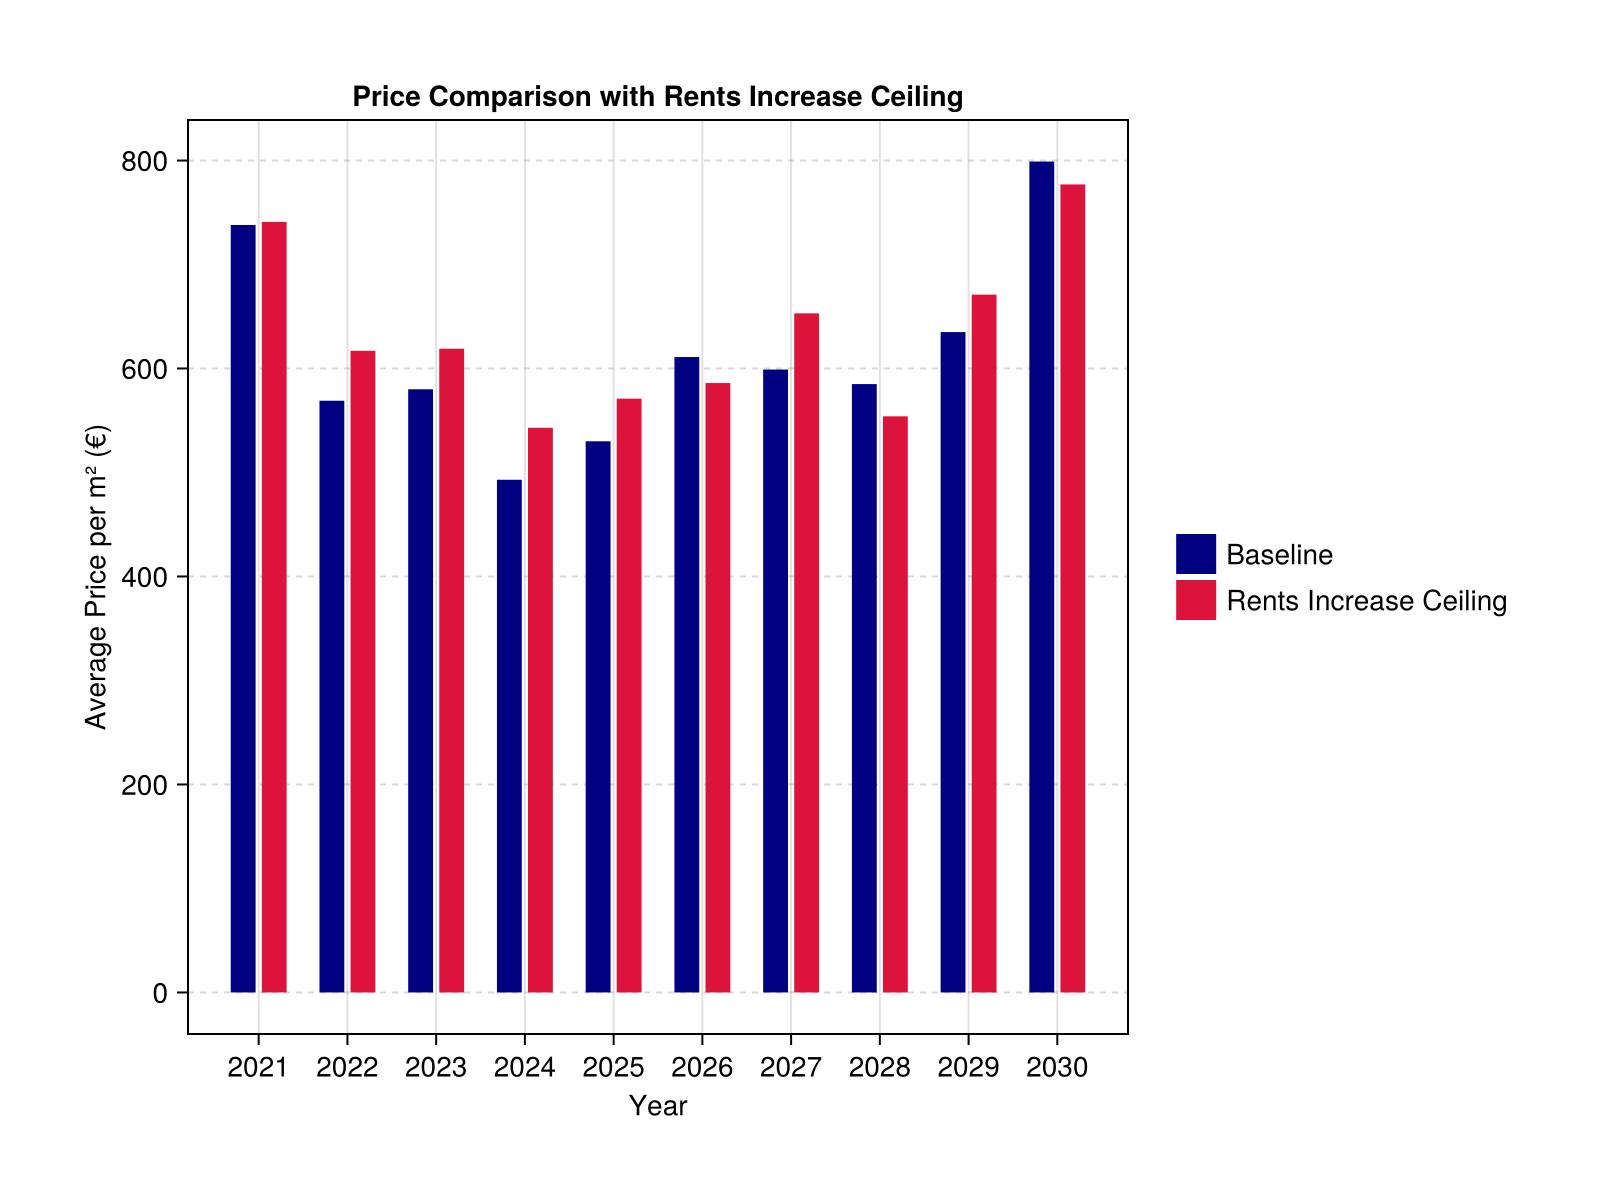 Price Comparison with Rents Increase Ceiling
Average Price per m² (€)
800
600
400
200
0
2021 2022 2023 2024 2025 2026 2027 2028 2029 2030
Year
Baseline
Rents Increase Ceiling